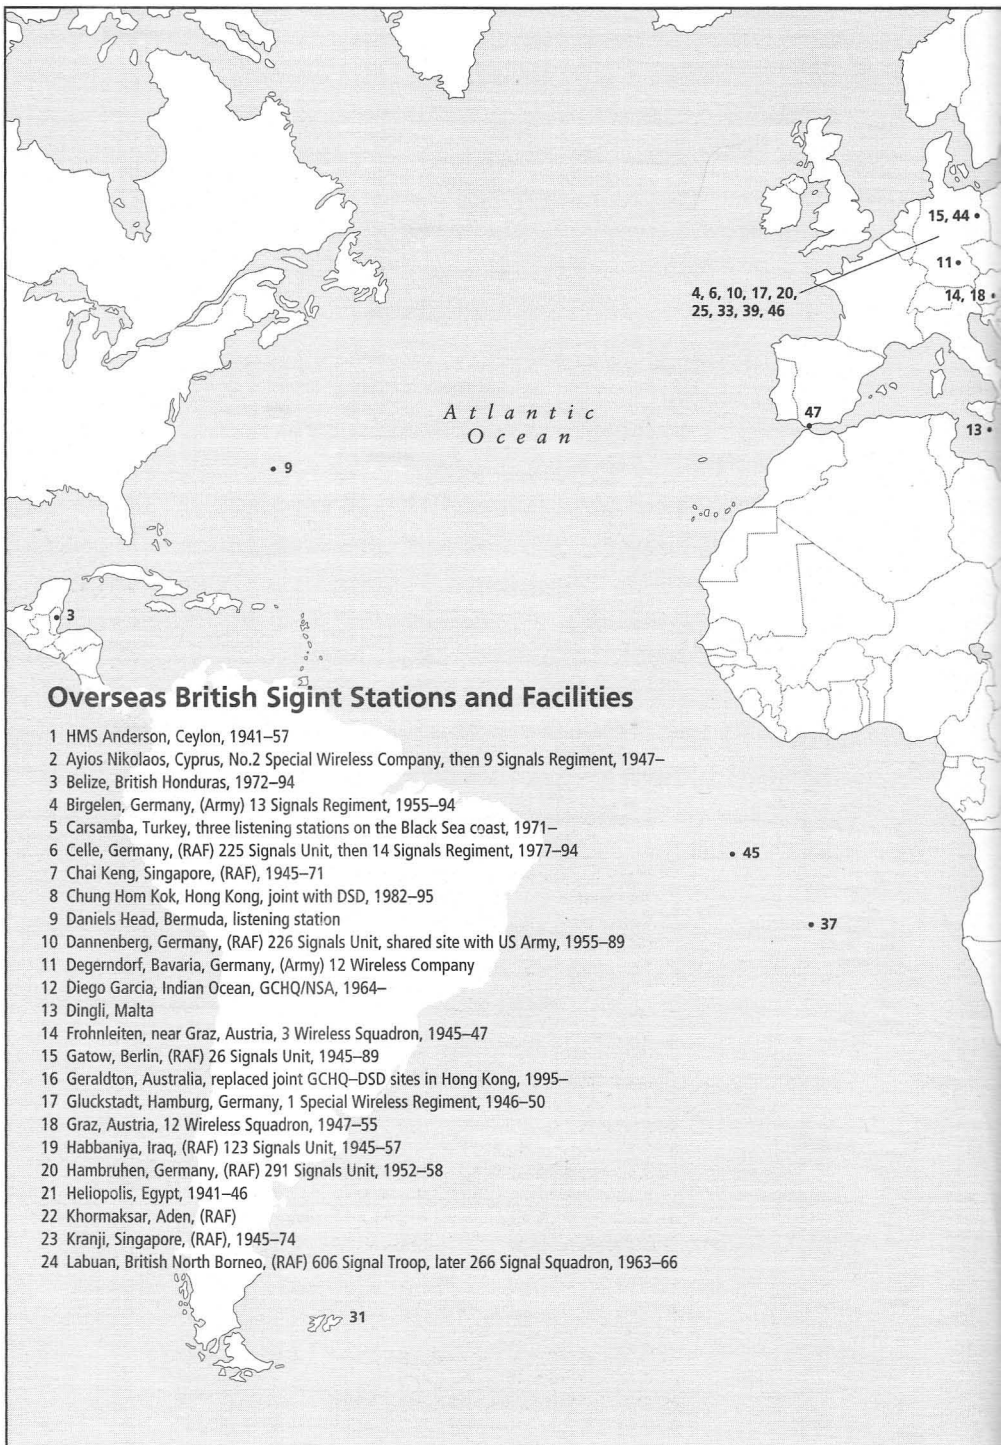 15, 44
11
4, 6, 10, 17, 20,
25, 33, 39, 46
14, 18
Atlantic
Ocean
47
13
9
3
Overseas British Sigint Stations and Facilities
1 HMS Anderson, Ceylon, 1941–57
2 Ayios Nikolaos, Cyprus, No.2 Special Wireless Company, then 9 Signals Regiment, 1947–
3 Belize, British Honduras, 1972–94
4 Birgelen, Germany, (Army) 13 Signals Regiment, 1955–94
5 Carsamba, Turkey, three listening stations on the Black Sea coast, 1971–
6 Celle, Germany, (RAF) 225 Signals Unit, then 14 Signals Regiment, 1977–94
7 Chai Keng, Singapore, (RAF), 1945–71
8 Chung Hom Kok, Hong Kong, joint with DSD, 1982–95
9 Daniels Head, Bermuda, listening station
10 Dannenberg, Germany, (RAF) 226 Signals Unit, shared site with US Army, 1955–89
11 Degerndorf, Bavaria, Germany, (Army) 12 Wireless Company
12 Diego Garcia, Indian Ocean, GCHQ/NSA, 1964–
13 Dingli, Malta
14 Frohnleiten, near Graz, Austria, 3 Wireless Squadron, 1945–47
15 Gatow, Berlin, (RAF) 26 Signals Unit, 1945–89
16 Geraldton, Australia, replaced joint GCHQ–DSD sites in Hong Kong, 1995–
17 Gluckstadt, Hamburg, Germany, 1 Special Wireless Regiment, 1946–50
18 Graz, Austria, 12 Wireless Squadron, 1947–55
19 Habbaniya, Iraq, (RAF) 123 Signals Unit, 1945–57
20 Hambruhen, Germany, (RAF) 291 Signals Unit, 1952–58
21 Heliopolis, Egypt, 1941–46
22 Khormaksar, Aden, (RAF)
23 Kranji, Singapore, (RAF), 1945–74
24 Labuan, British North Borneo, (RAF) 606 Signal Troop, later 266 Signal Squadron, 1963–66
45
37
31